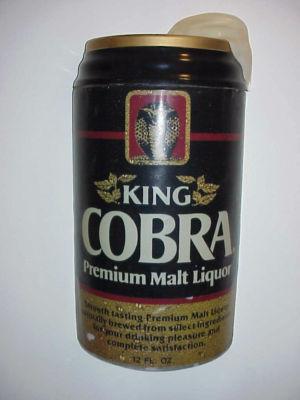 KING
COBRA
Premium Malt Liquor
Smooth tasting Premium Malt Liquor
brewed from select ingredients
for your drinking pleasure and
complete satisfaction.
12 FL. OZ.